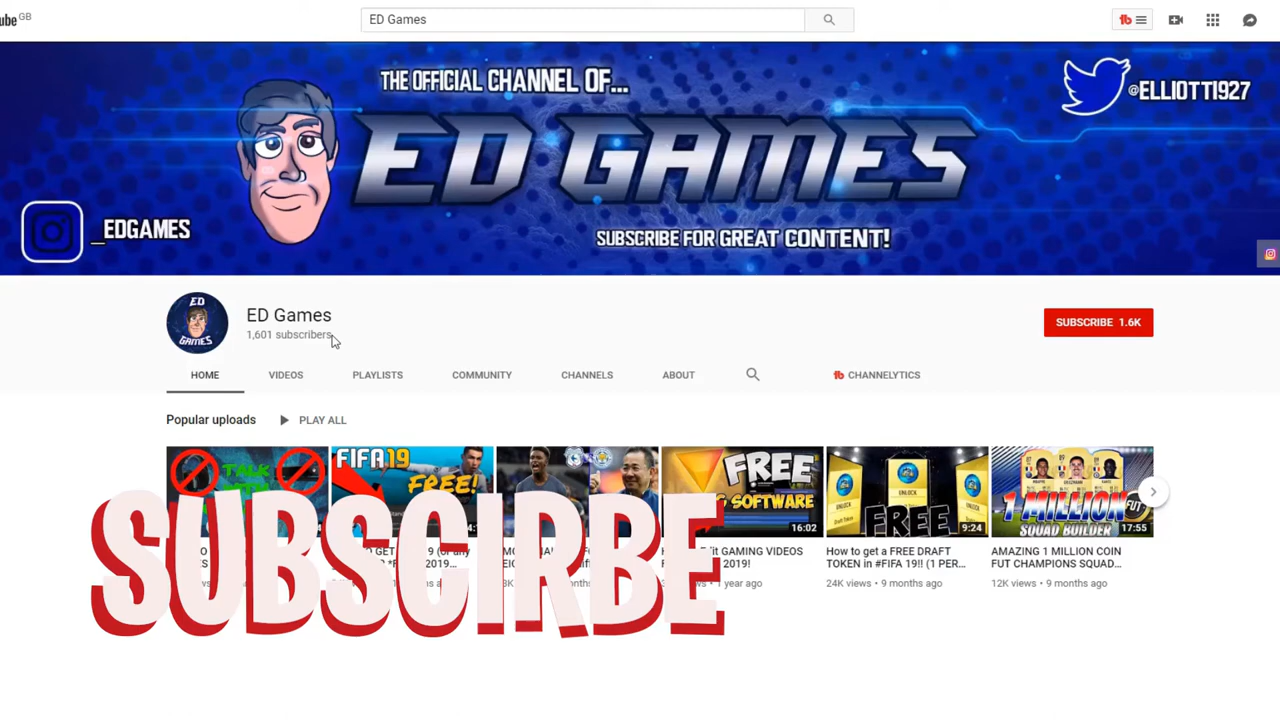 ube GB
ED Games
THE OFFICIAL CHANNEL OF...
@ELLIOTT1927
ED GAMES
_EDGAMES
SUBSCRIBE FOR GREAT CONTENT!
ED
GAMES
ED Games
1,601 subscribers
SUBSCRIBE 1.6K
HOME VIDEOS PLAYLISTS COMMUNITY CHANNELS ABOUT CHANNELYTICS
Popular uploads PLAY ALL
TALK
FIFA19
FREE!
FREE
SOFTWARE
16:02
UNLOCK
FREE
9:24
1 MILLION
SQUAD BUILDER
FUT
17:55
SUBSCIRBE
GAMING VIDEOS
2019!
1 year ago
How to get a FREE DRAFT
TOKEN in #FIFA 19!! (1 PER...
24K views • 9 months ago
AMAZING 1 MILLION COIN
FUT CHAMPIONS SQUAD...
12K views • 9 months ago